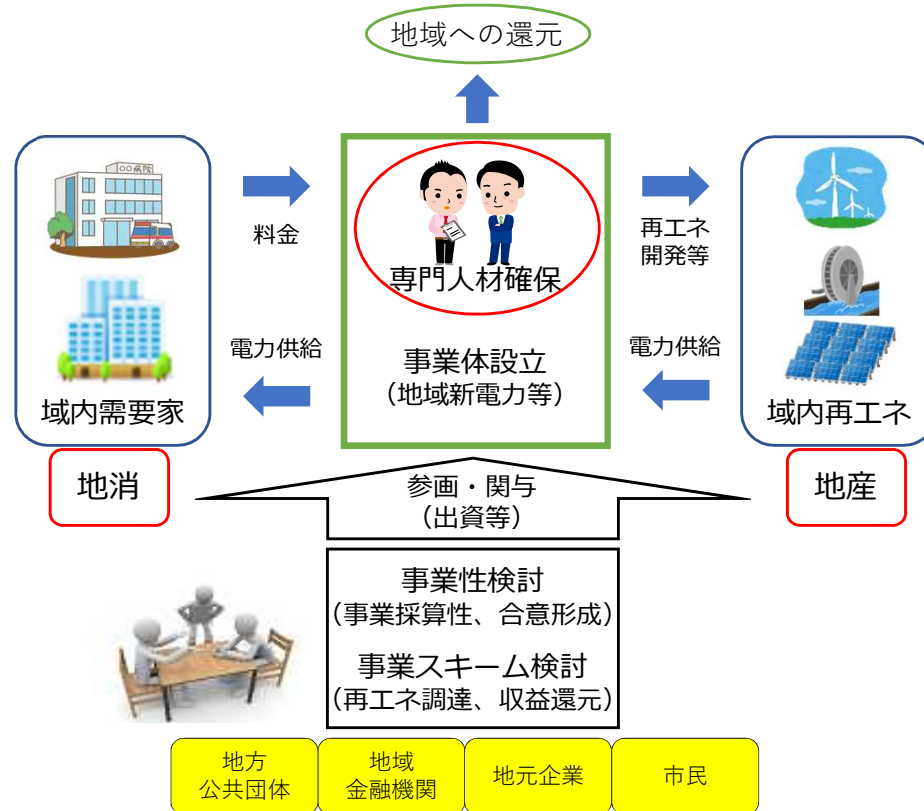 地域への還元
○○病院
料金
専門人材確保
再エネ
開発等
電力供給
事業体設立
(地域新電力等)
電力供給
域内需要家
域内再エネ
地消
参画・関与
(出資等)
地産
事業性検討
(事業採算性、合意形成)
事業スキーム検討
(再エネ調達、収益還元)
地方
公共団体
地域
金融機関
地元企業
市民